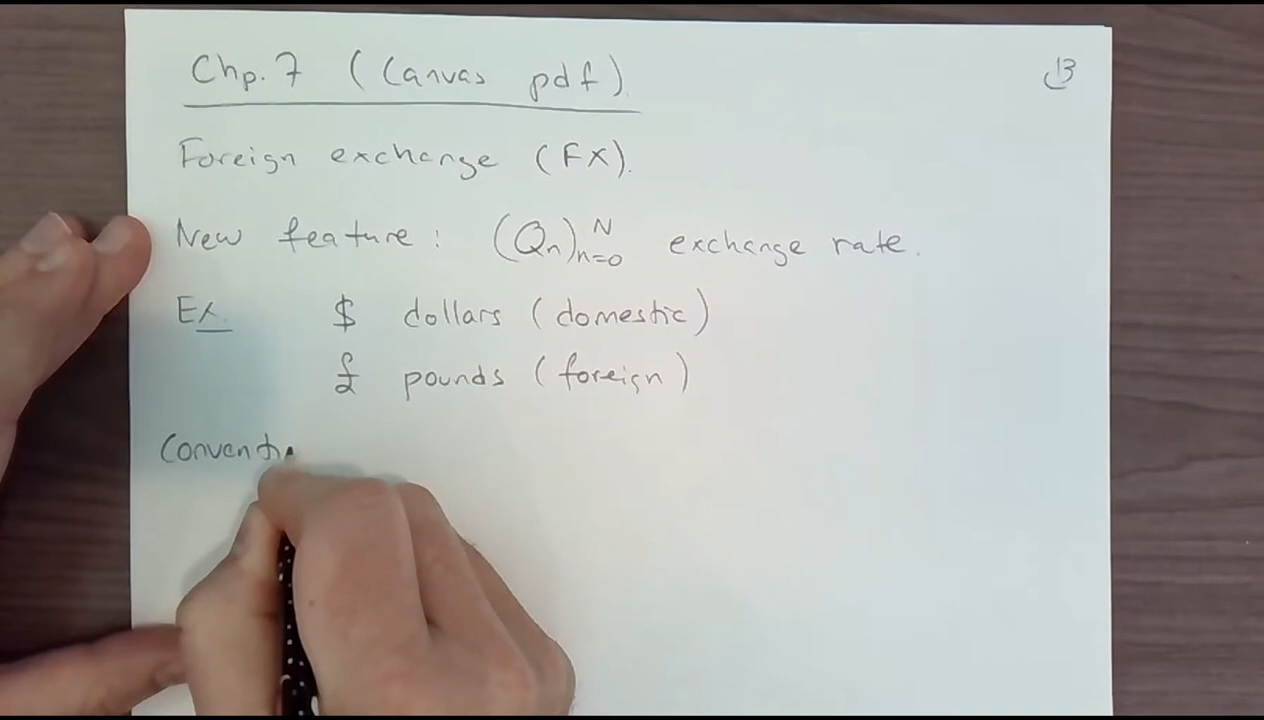 Chp. 7 (Canvas pdf).
13
Foreign exchange (FX).
New feature : (Qn)n=0^N exchange rate.
Ex. $ dollars (domestic)
£ pounds (foreign)
Conventi